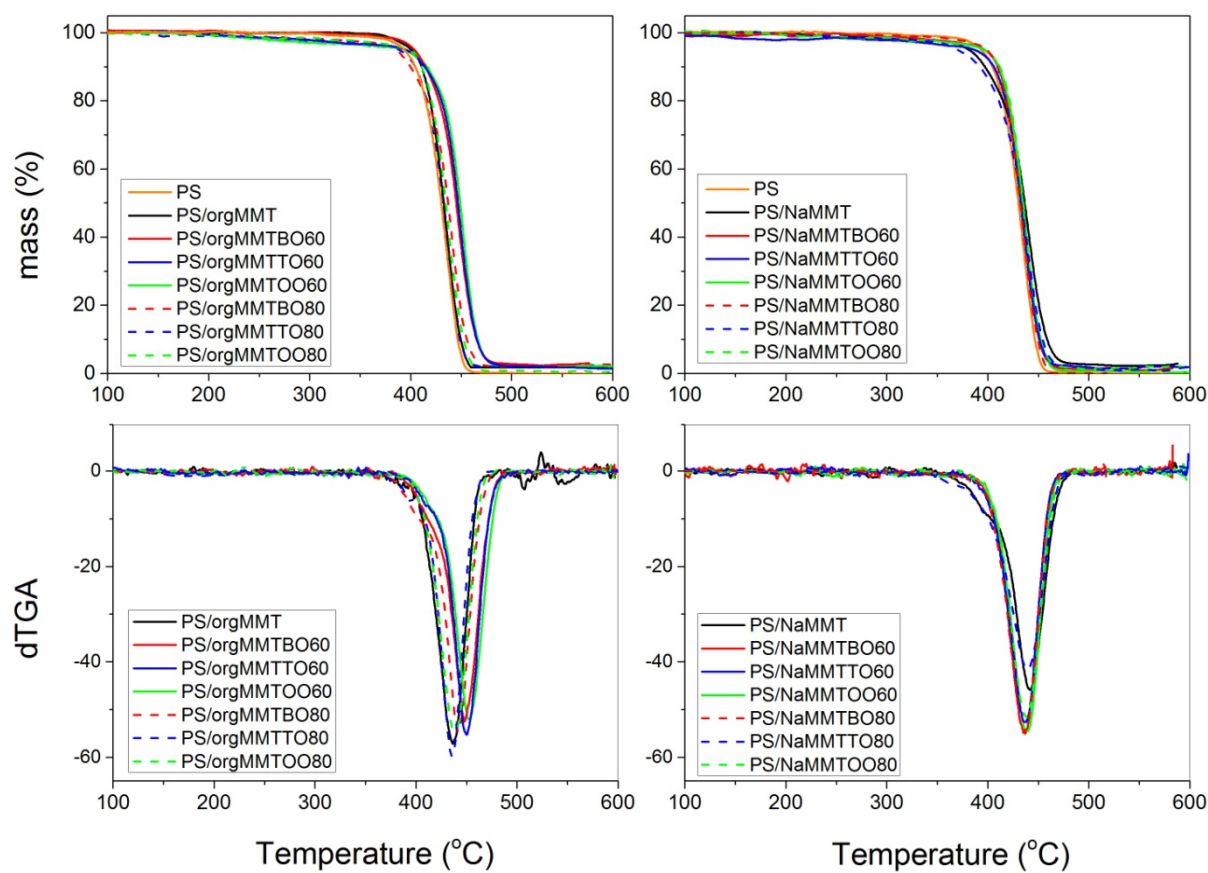 mass (%)
100
80
60
40
20
0
PS
PS/orgMMT
PS/orgMMTBO60
PS/orgMMTTO60
PS/orgMMTOO60
PS/orgMMTBO80
PS/orgMMTTO80
PS/orgMMTOO80
100 200 300 400 500 600
100
80
60
40
20
0
PS
PS/NaMMT
PS/NaMMTBO60
PS/NaMMTTO60
PS/NaMMTOO60
PS/NaMMTBO80
PS/NaMMTTO80
PS/NaMMTOO80
100 200 300 400 500 600
dTGA
0
-20
-40
-60
PS/orgMMT
PS/orgMMTBO60
PS/orgMMTTO60
PS/orgMMTOO60
PS/orgMMTBO80
PS/orgMMTTO80
PS/orgMMTOO80
100 200 300 400 500 600
Temperature (°C)
0
-20
-40
-60
PS/NaMMT
PS/NaMMTBO60
PS/NaMMTTO60
PS/NaMMTOO60
PS/NaMMTBO80
PS/NaMMTTO80
PS/NaMMTOO80
100 200 300 400 500 600
Temperature (°C)